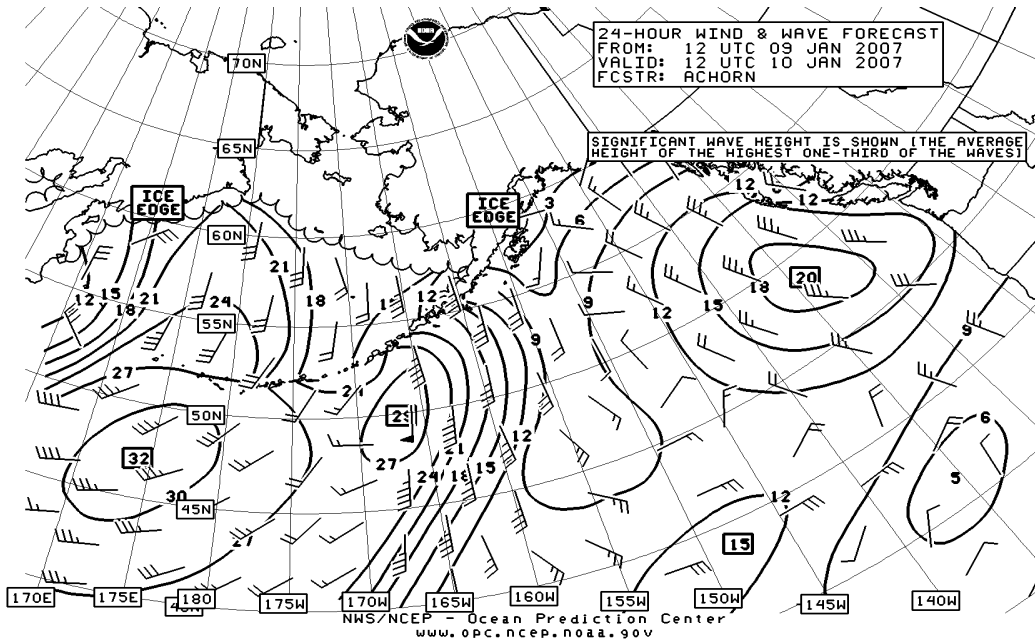 24-HOUR WIND & WAVE FORECAST
FROM: 12 UTC 09 JAN 2007
VALID: 12 UTC 10 JAN 2007
FCSTR: ACHORN
NOAA
70N
SIGNIFICANT WAVE HEIGHT IS SHOWN [THE AVERAGE
HEIGHT OF THE HIGHEST ONE-THIRD OF THE WAVES]
65N
12
ICE
EDGE
ICE
EDGE
3
12
6
60N
21
20
18
12
15
21
18
24
18
12
9
15
12
18
55N
9
9
27
50N
6
12
32
27
24
15
5
30
45N
12
15
170E
175E
180
175W
170W
165W
160W
155W
150W
145W
140W
NWS/NCEP - Ocean Prediction Center
www.opc.ncep.noaa.gov